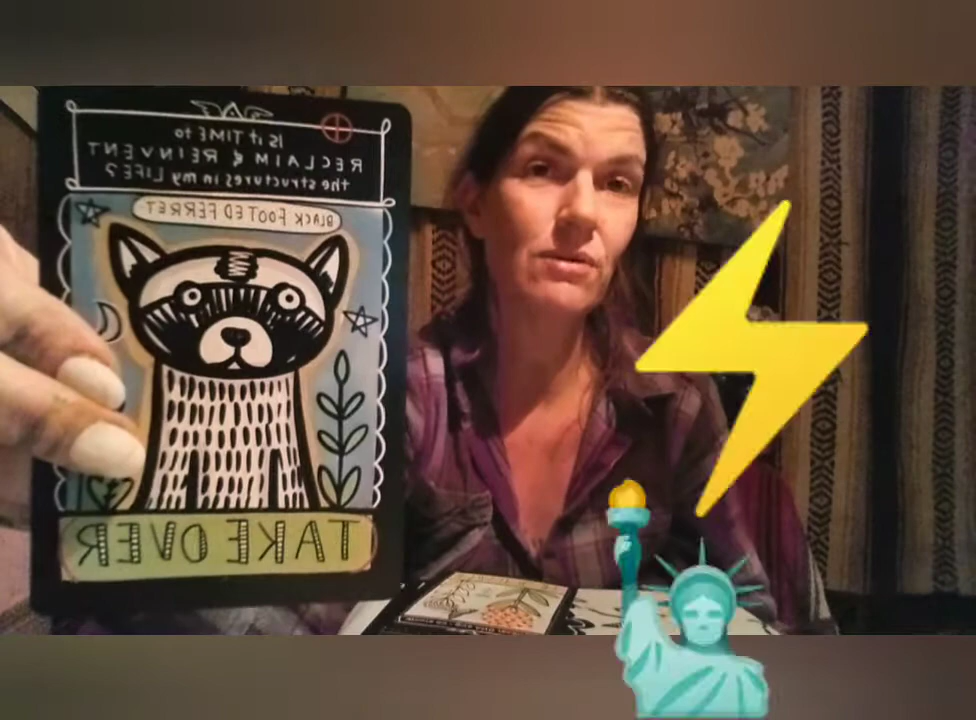 Is it TIME to
RECLAIM & REINVENT
the structures in my LIFE?
BLACK FOOTED FERRET
TAKE OVER